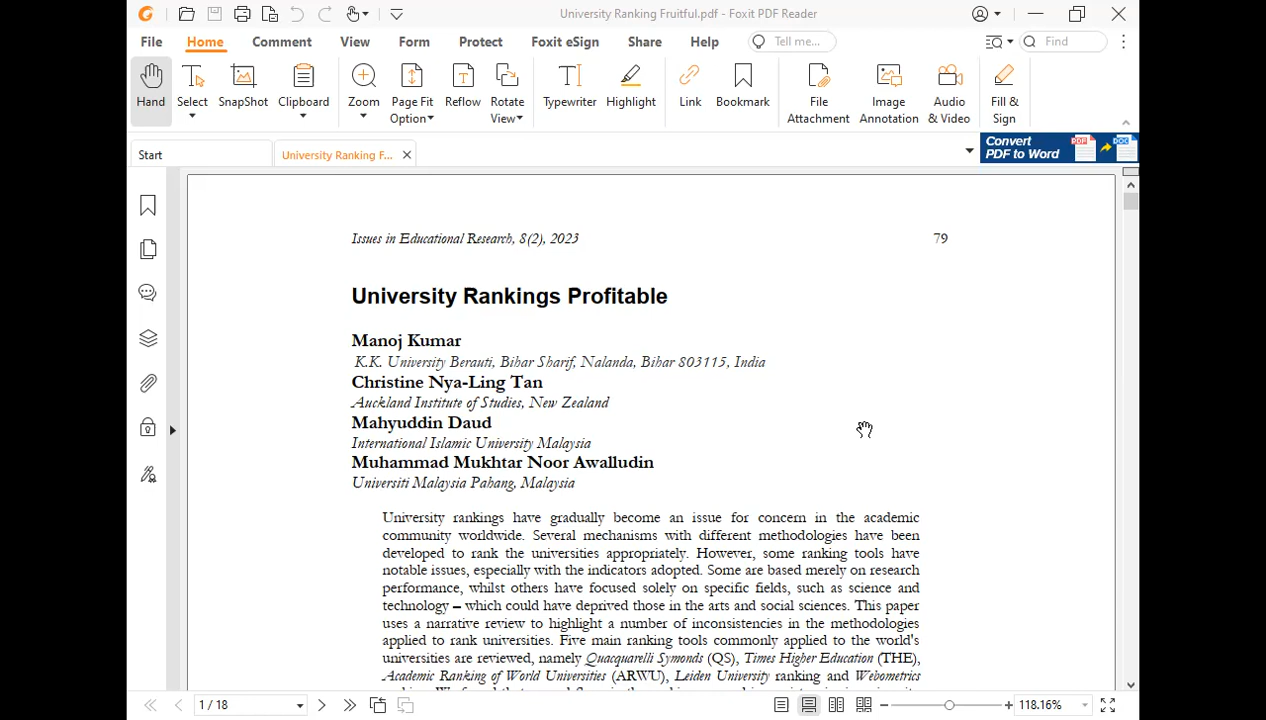 University Ranking Fruitful.pdf - Foxit PDF Reader
File Home Comment View Form Protect Foxit eSign Share Help Tell me... Find
Hand Select SnapShot Clipboard Zoom Page Fit Option Reflow Rotate View Typewriter Highlight Link Bookmark File Attachment Image Annotation Audio & Video Fill & Sign
Start University Ranking F... Convert PDF to Word PDF DOC
Issues in Educational Research, 8(2), 2023 79
University Rankings Profitable
Manoj Kumar
K.K. University Berauti, Bihar Sharif, Nalanda, Bihar 803115, India
Christine Nya-Ling Tan
Auckland Institute of Studies, New Zealand
Mahyuddin Daud
International Islamic University Malaysia
Muhammad Mukhtar Noor Awalludin
Universiti Malaysia Pahang, Malaysia
University rankings have gradually become an issue for concern in the academic
community worldwide. Several mechanisms with different methodologies have been
developed to rank the universities appropriately. However, some ranking tools have
notable issues, especially with the indicators adopted. Some are based merely on research
performance, whilst others have focused solely on specific fields, such as science and
technology – which could have deprived those in the arts and social sciences. This paper
uses a narrative review to highlight a number of inconsistencies in the methodologies
applied to rank universities. Five main ranking tools commonly applied to the world's
universities are reviewed, namely Quacquarelli Symonds (QS), Times Higher Education (THE),
Academic Ranking of World Universities (ARWU), Leiden University ranking and Webometrics
1 / 18 118.16%